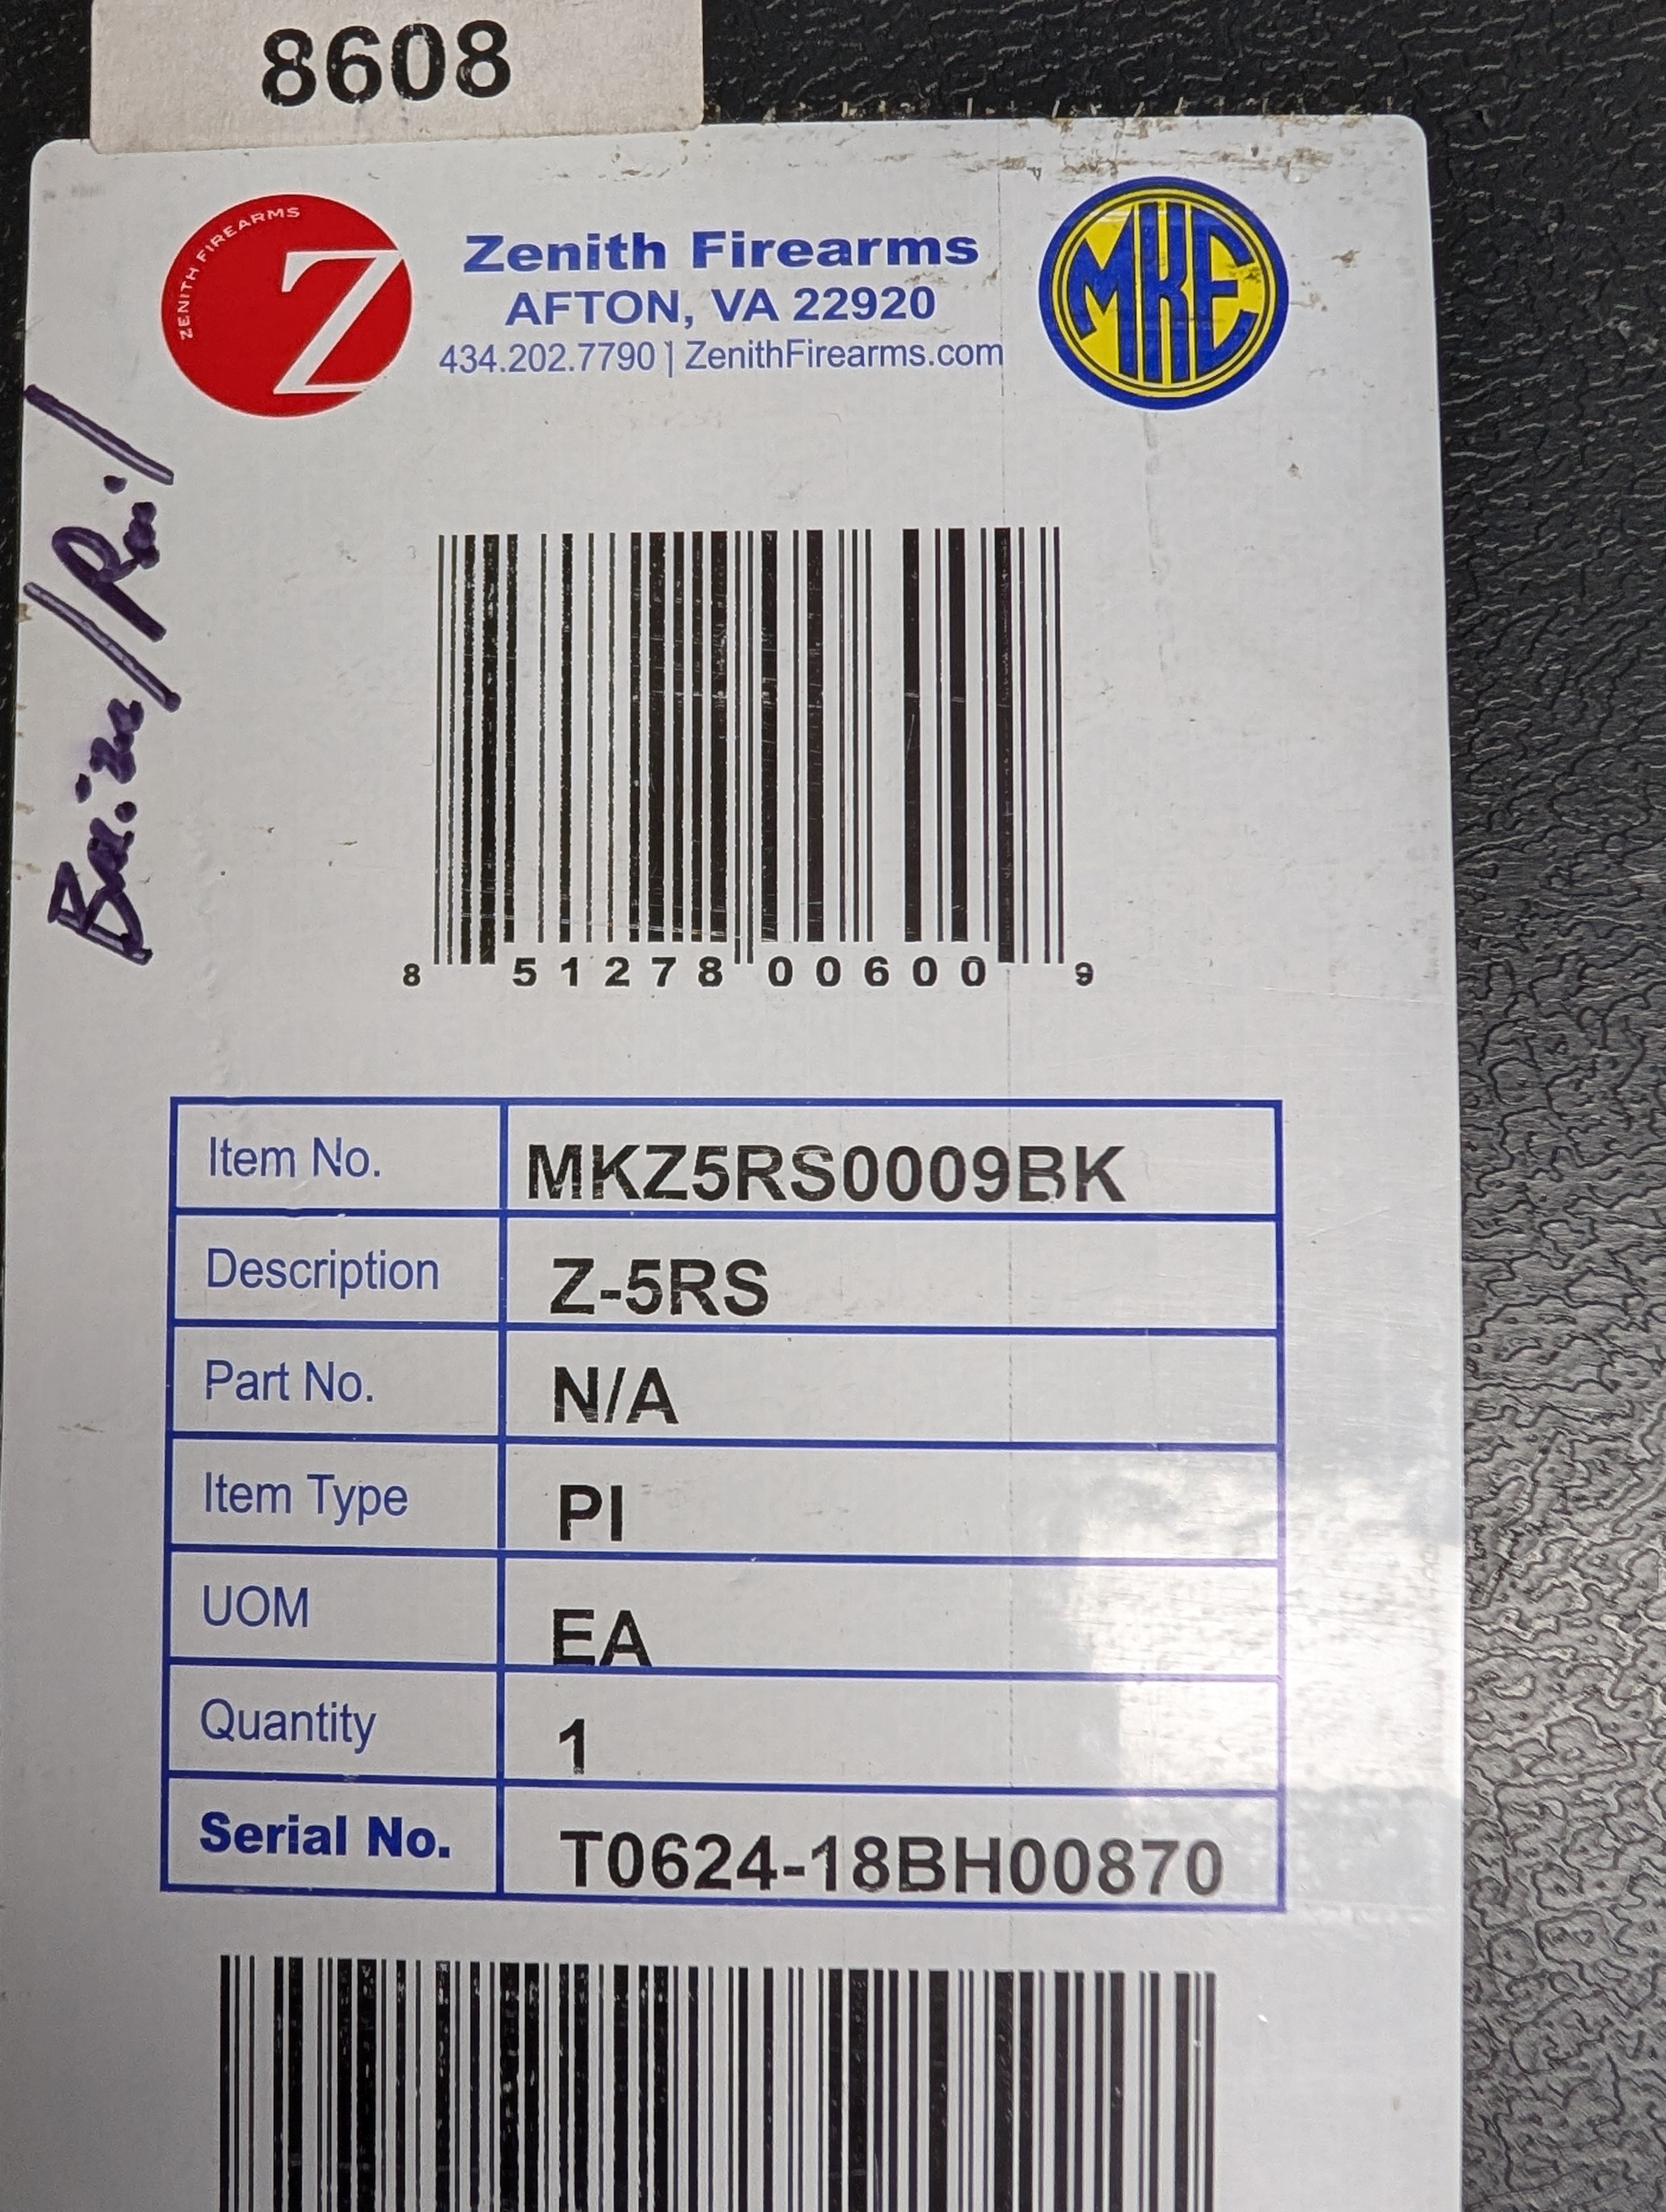 8608
ZENITH FIREARMS
Z
Zenith Firearms
AFTON, VA 22920
434.202.7790 | ZenithFirearms.com
MKE
/Rail
8 51278 00600 9
Item No. MKZ5RS0009BK
Description Z-5RS
Part No. N/A
Item Type PI
UOM EA
Quantity 1
Serial No. T0624-18BH00870